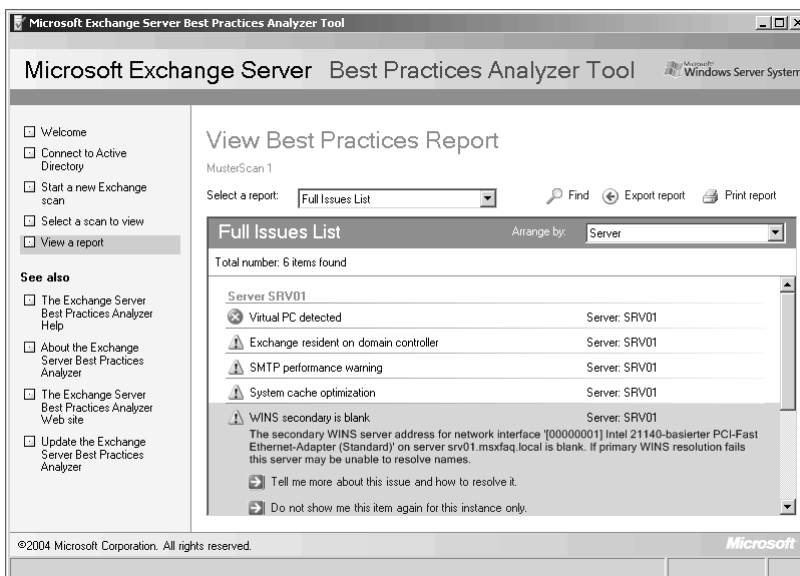 Microsoft Exchange Server Best Practices Analyzer Tool
Microsoft Exchange Server Best Practices Analyzer Tool
Microsoft
Windows Server System
Welcome
Connect to Active
Directory
Start a new Exchange
scan
Select a scan to view
View a report
See also
The Exchange Server
Best Practices Analyzer
Help
About the Exchange
Server Best Practices
Analyzer
The Exchange Server
Best Practices Analyzer
Web site
Update the Exchange
Server Best Practices
Analyzer
View Best Practices Report
MusterScan 1
Select a report: Full Issues List Find Export report Print report
Full Issues List Arrange by: Server
Total number: 6 items found
Server SRV01
Virtual PC detected Server: SRV01
Exchange resident on domain controller Server: SRV01
SMTP performance warning Server: SRV01
System cache optimization Server: SRV01
WINS secondary is blank Server: SRV01
The secondary WINS server address for network interface '[00000001] Intel 21140-basierter PCI-Fast
Ethernet-Adapter (Standard)' on server srv01.msxfaq.local is blank. If primary WINS resolution fails
this server may be unable to resolve names.
Tell me more about this issue and how to resolve it.
Do not show me this item again for this instance only.
©2004 Microsoft Corporation. All rights reserved.
Microsoft